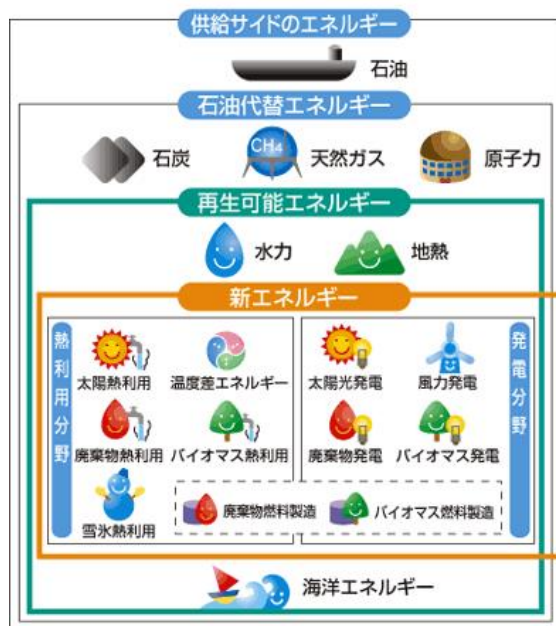 供給サイドのエネルギー
石油
石油代替エネルギー
石炭
CH4
天然ガス
原子力
再生可能エネルギー
水力
地熱
新エネルギー
熱利用分野
太陽熱利用
温度差エネルギー
廃棄物熱利用
バイオマス熱利用
雪氷熱利用
太陽光発電
風力発電
発電分野
廃棄物発電
バイオマス発電
廃棄物燃料製造
バイオマス燃料製造
海洋エネルギー